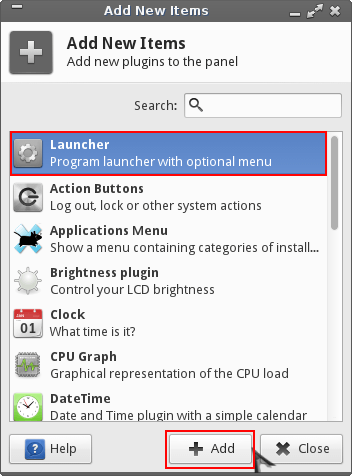 Add New Items
Add New Items
Add new plugins to the panel
Search:
Launcher
Program launcher with optional menu
Action Buttons
Log out, lock or other system actions
Applications Menu
Show a menu containing categories of install...
Brightness plugin
Control your LCD brightness
JAN
01
Clock
What time is it?
CPU Graph
Graphical representation of the CPU load
DateTime
Date and Time plugin with a simple calendar
? Help
Add
Close